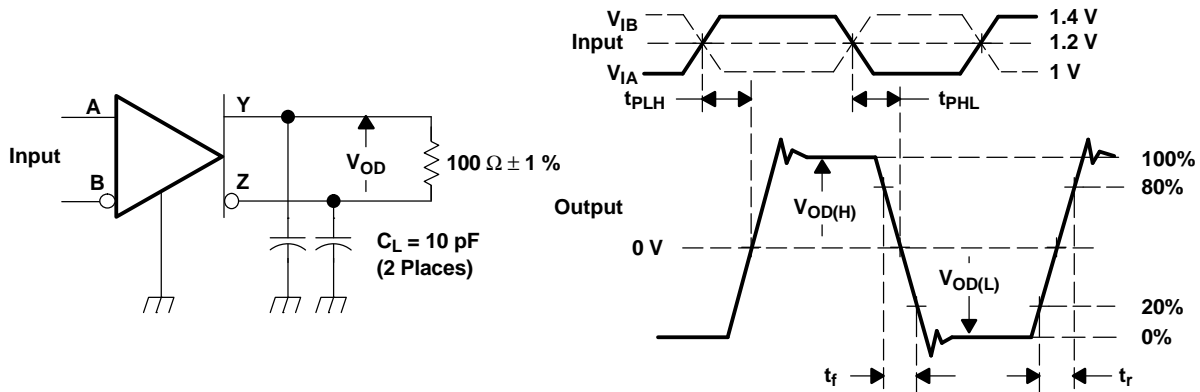 A
Y
Input
V_OD
100 Ω ± 1 %
B
Z
C_L = 10 pF
(2 Places)
V_IB
1.4 V
Input
1.2 V
V_IA
1 V
t_PLH
t_PHL
100%
80%
V_OD(H)
Output
0 V
V_OD(L)
20%
0%
t_f
t_r